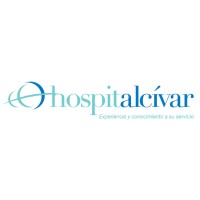 hospitalcívar
Experiencia y conocimiento a su servicio